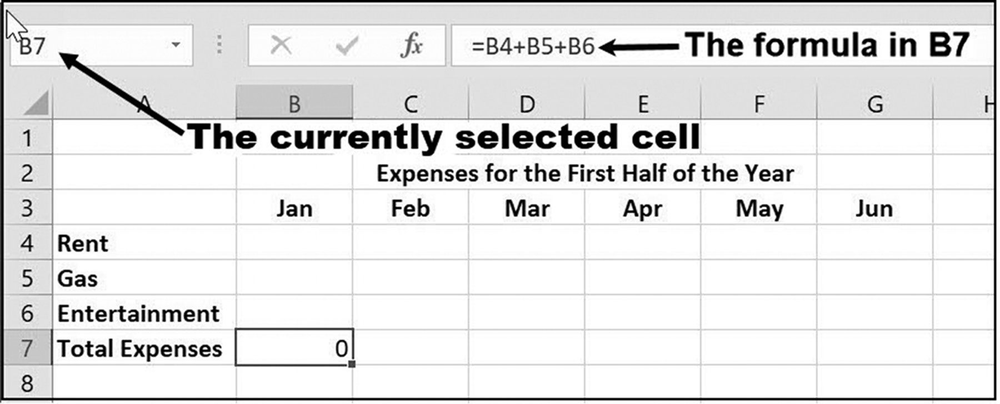 B7 fx =B4+B5+B6 The formula in B7
A B C D E F G H
1 The currently selected cell
2 Expenses for the First Half of the Year
3 Jan Feb Mar Apr May Jun
4 Rent
5 Gas
6 Entertainment
7 Total Expenses 0
8